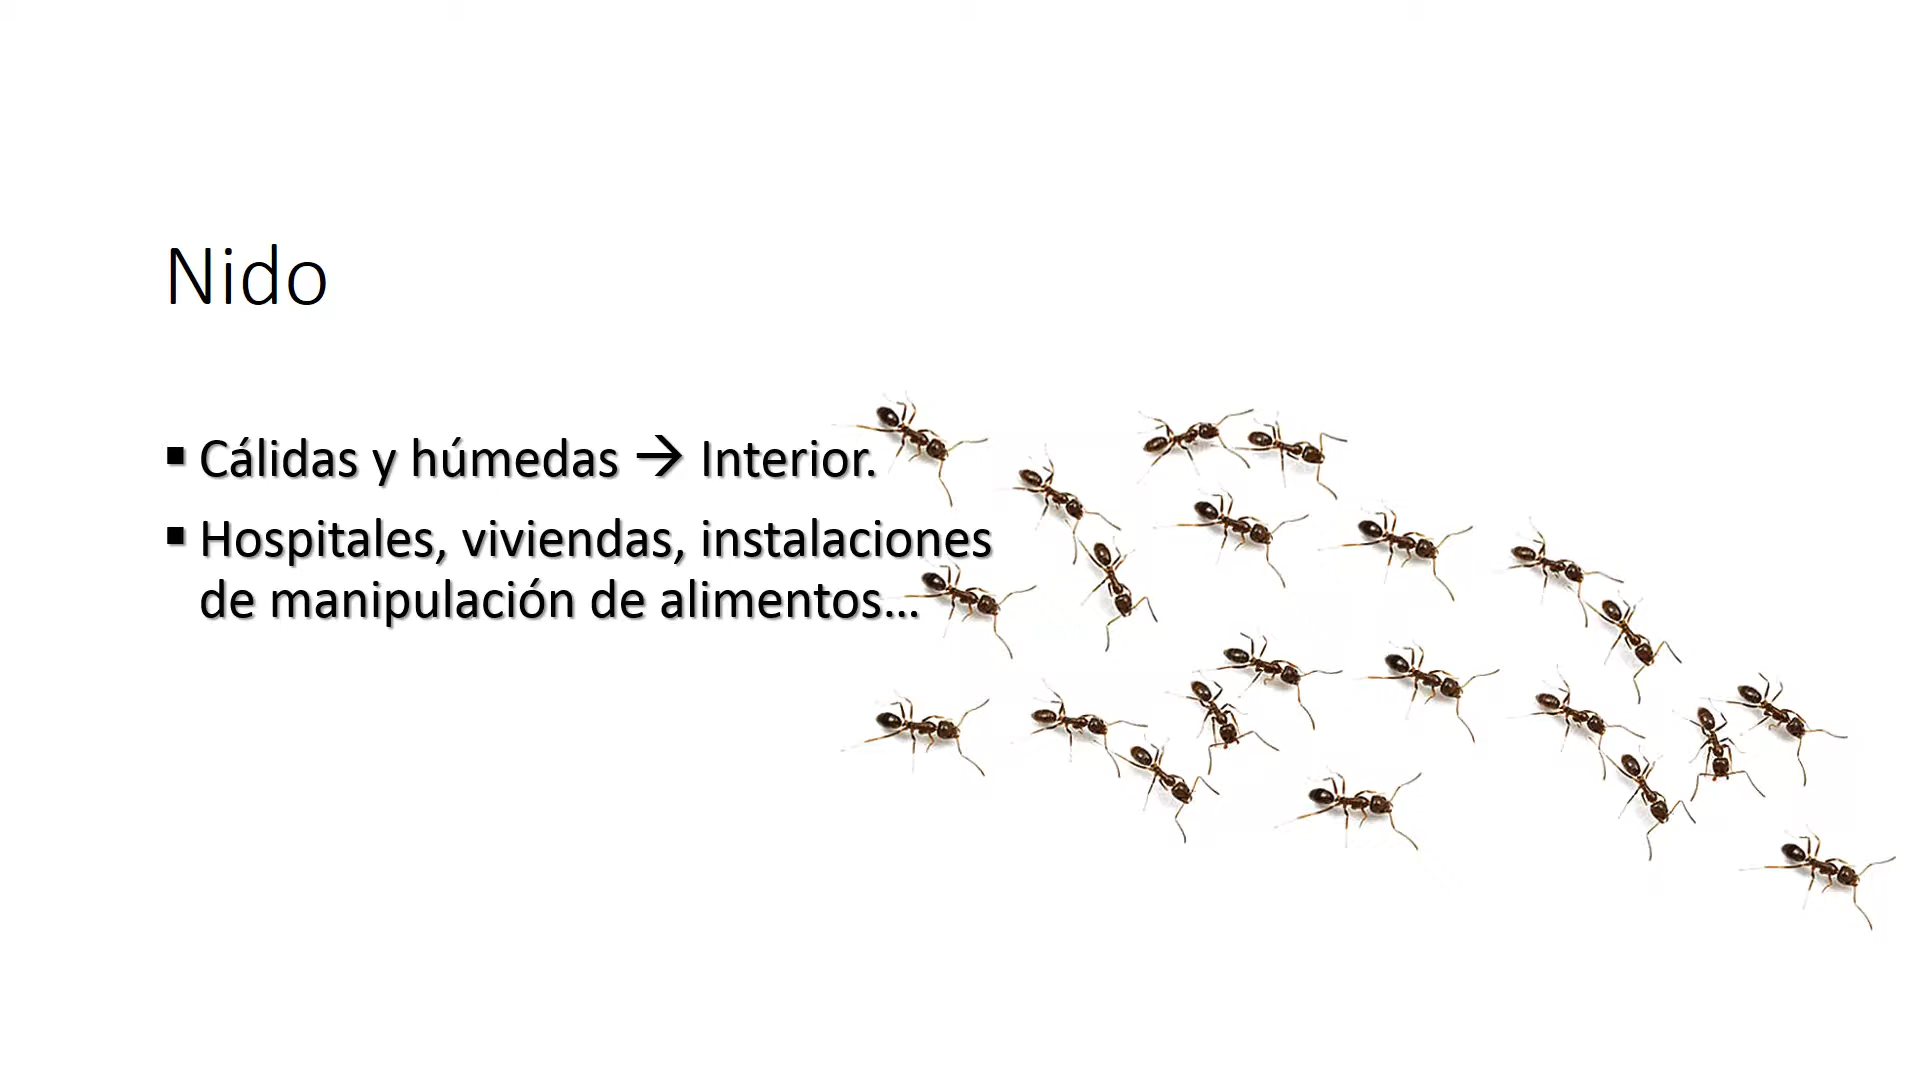 Nido
▪ Cálidas y húmedas → Interior.
▪ Hospitales, viviendas, instalaciones
de manipulación de alimentos…